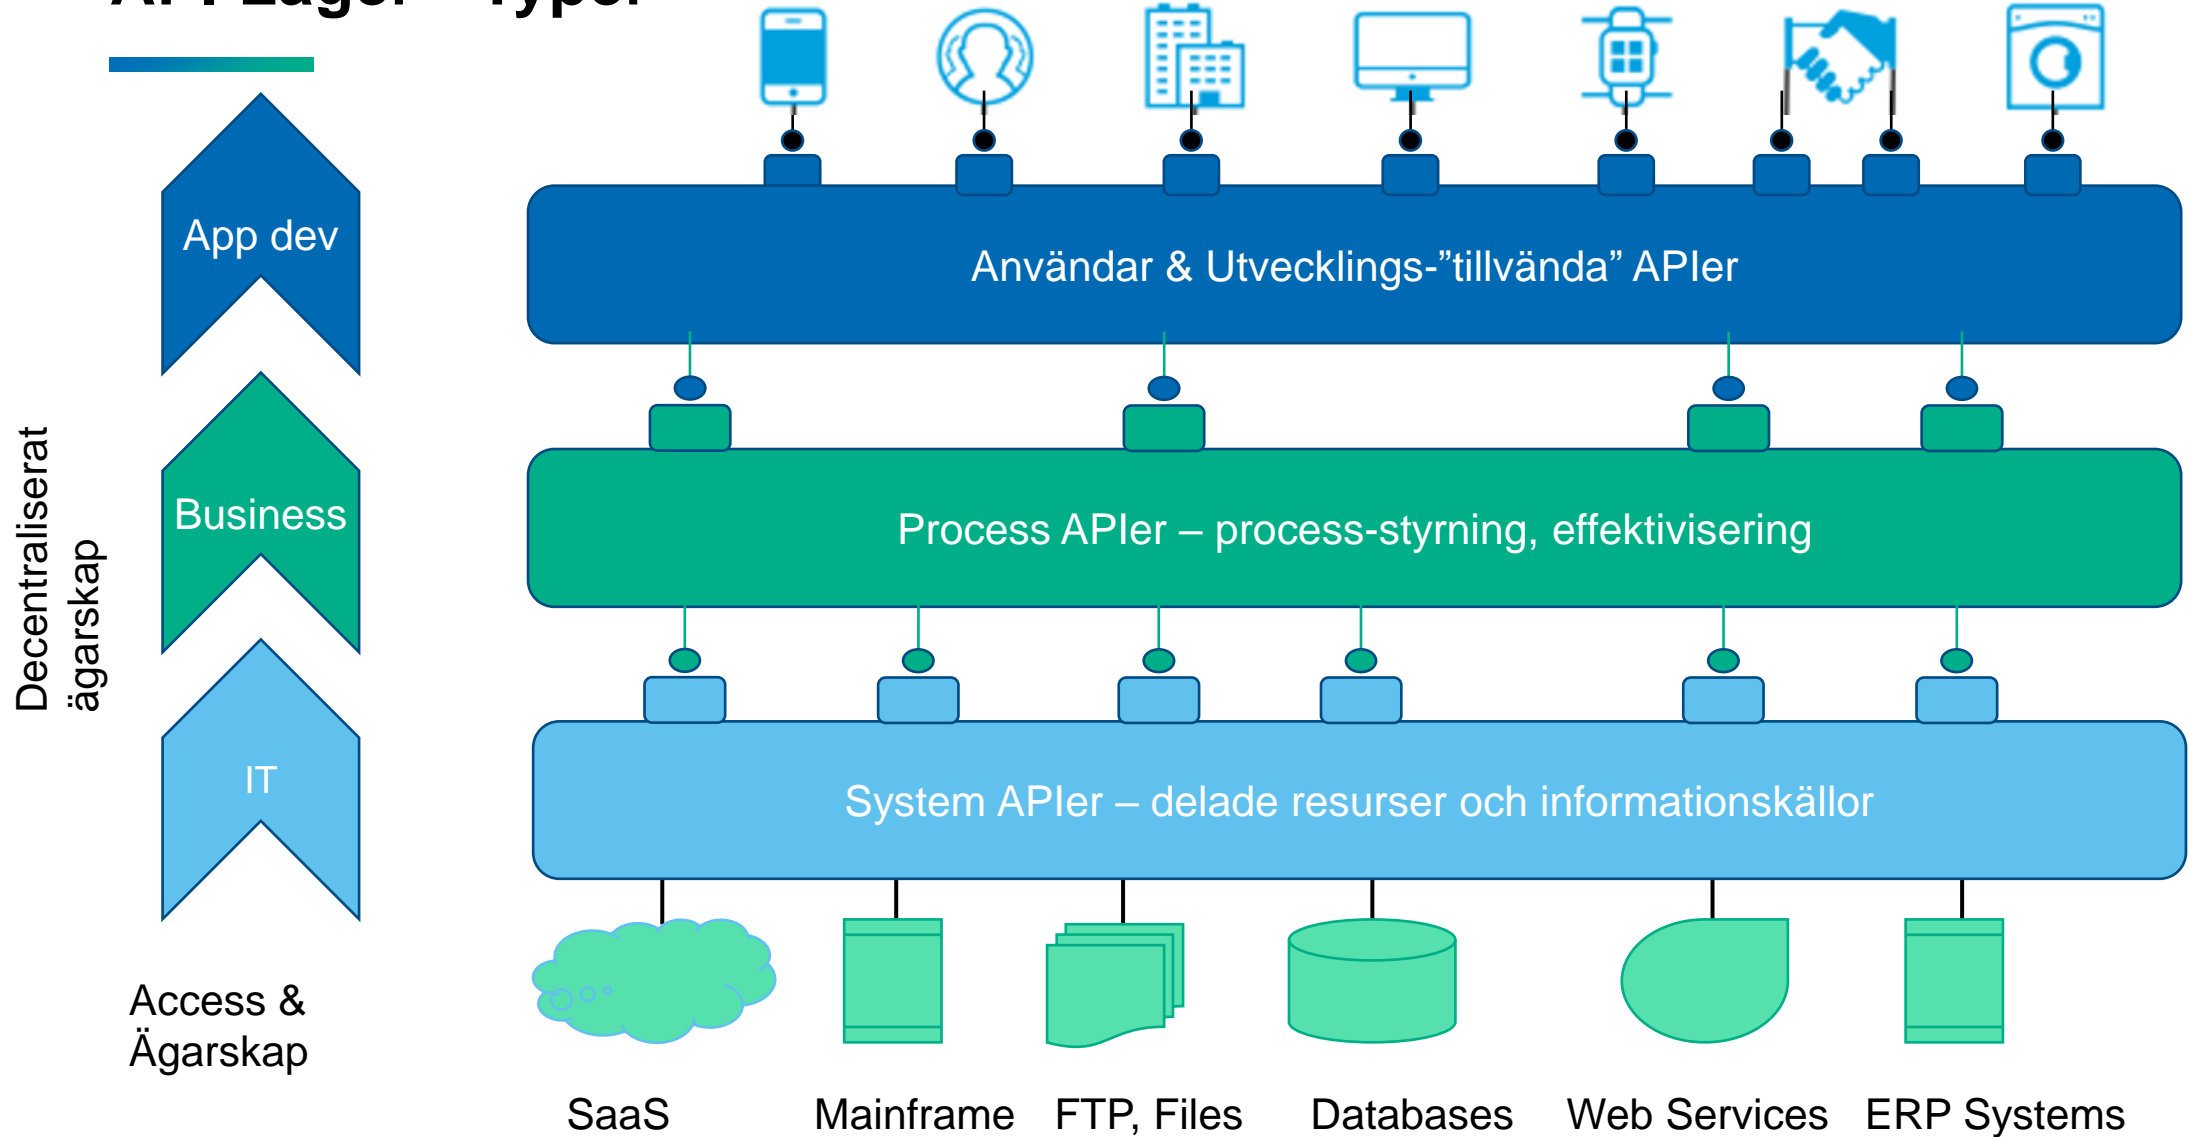 App dev
Användar & Utvecklings-”tillvända” APIer
Decentraliserat
ägarskap
Business
Process APIer – process-styrning, effektivisering
IT
System APIer – delade resurser och informationskällor
Access &
Ägarskap
SaaS
Mainframe
FTP, Files
Databases
Web Services
ERP Systems